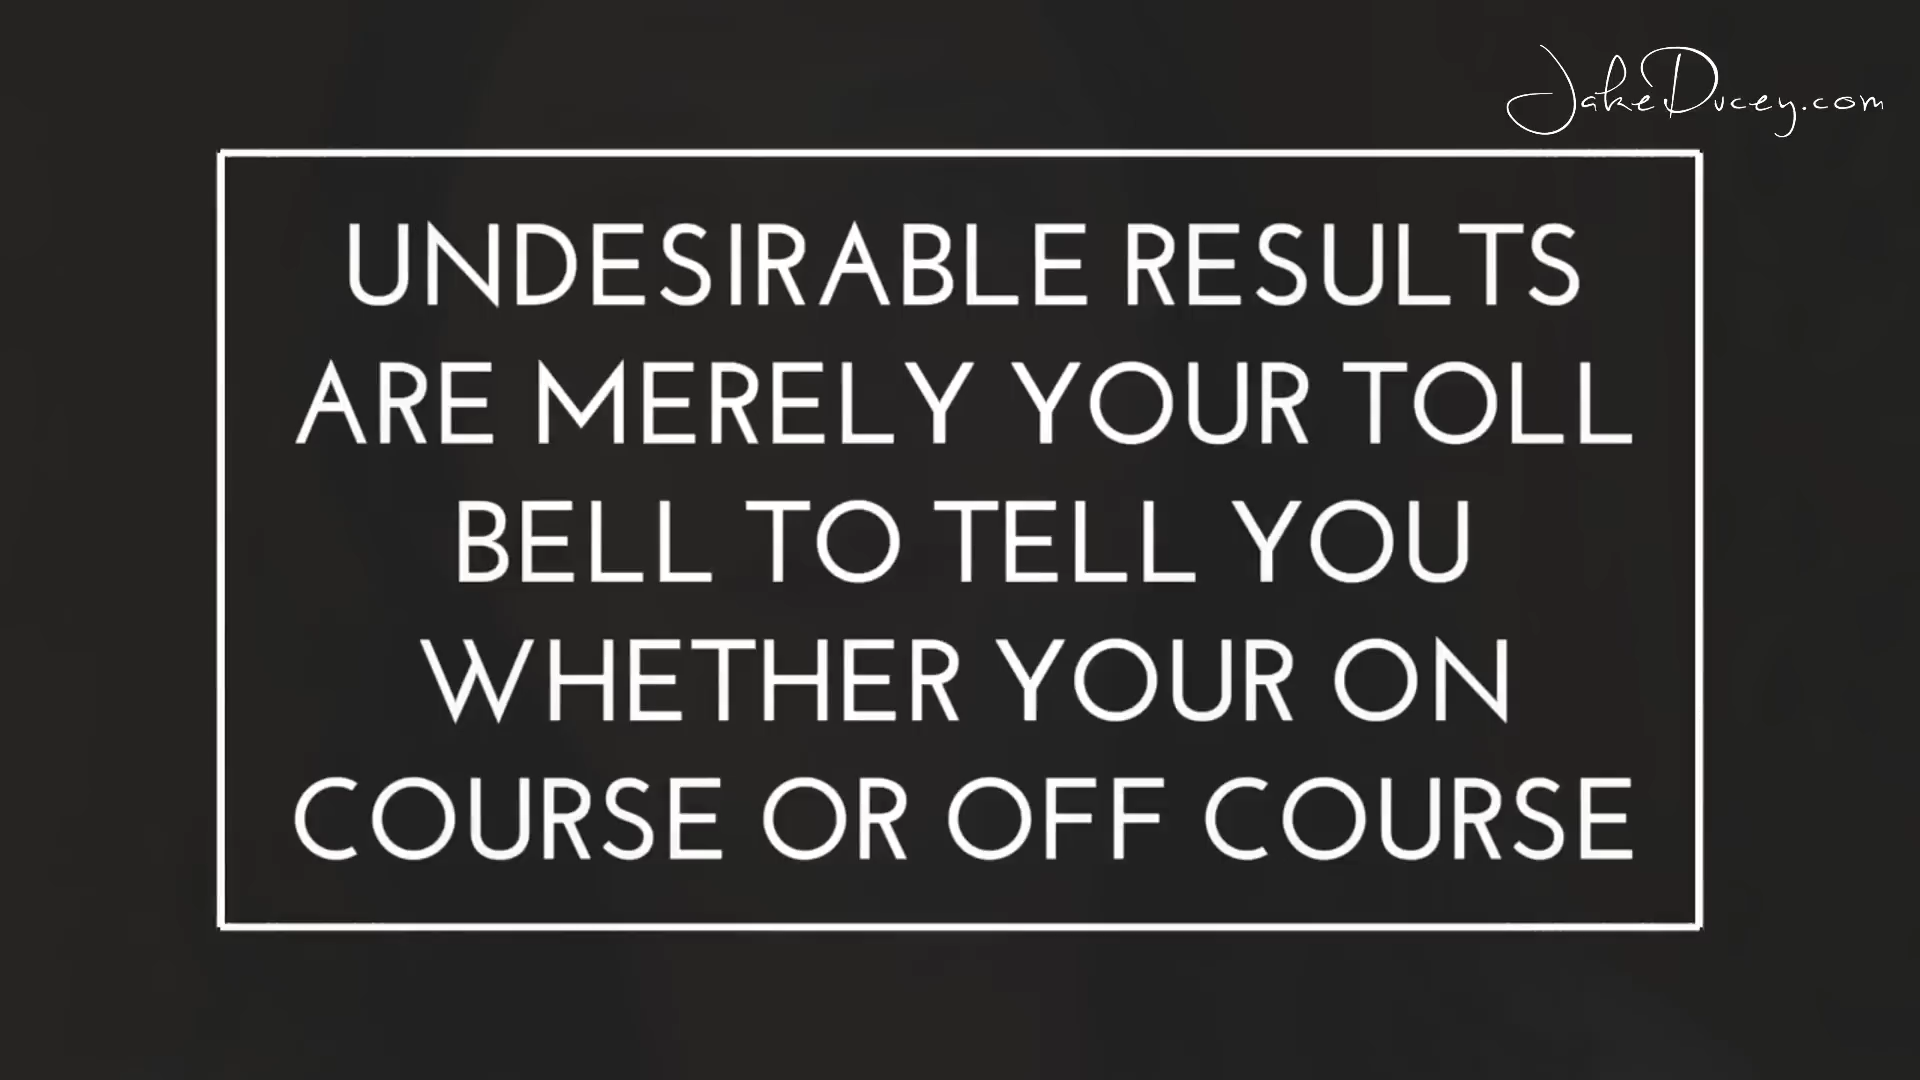 JakeDucey.com
UNDESIRABLE RESULTS
ARE MERELY YOUR TOLL
BELL TO TELL YOU
WHETHER YOUR ON
COURSE OR OFF COURSE